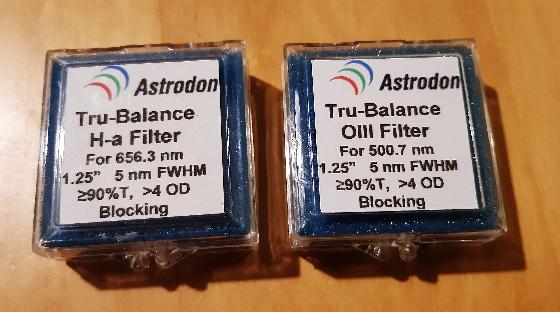 Astrodon
Tru-Balance
H-a Filter
For 656.3 nm
1.25” 5 nm FWHM
≥90%T, >4 OD
Blocking
Astrodon
Tru-Balance
OIII Filter
For 500.7 nm
1.25” 5 nm FWHM
≥90%T, >4 OD
Blocking